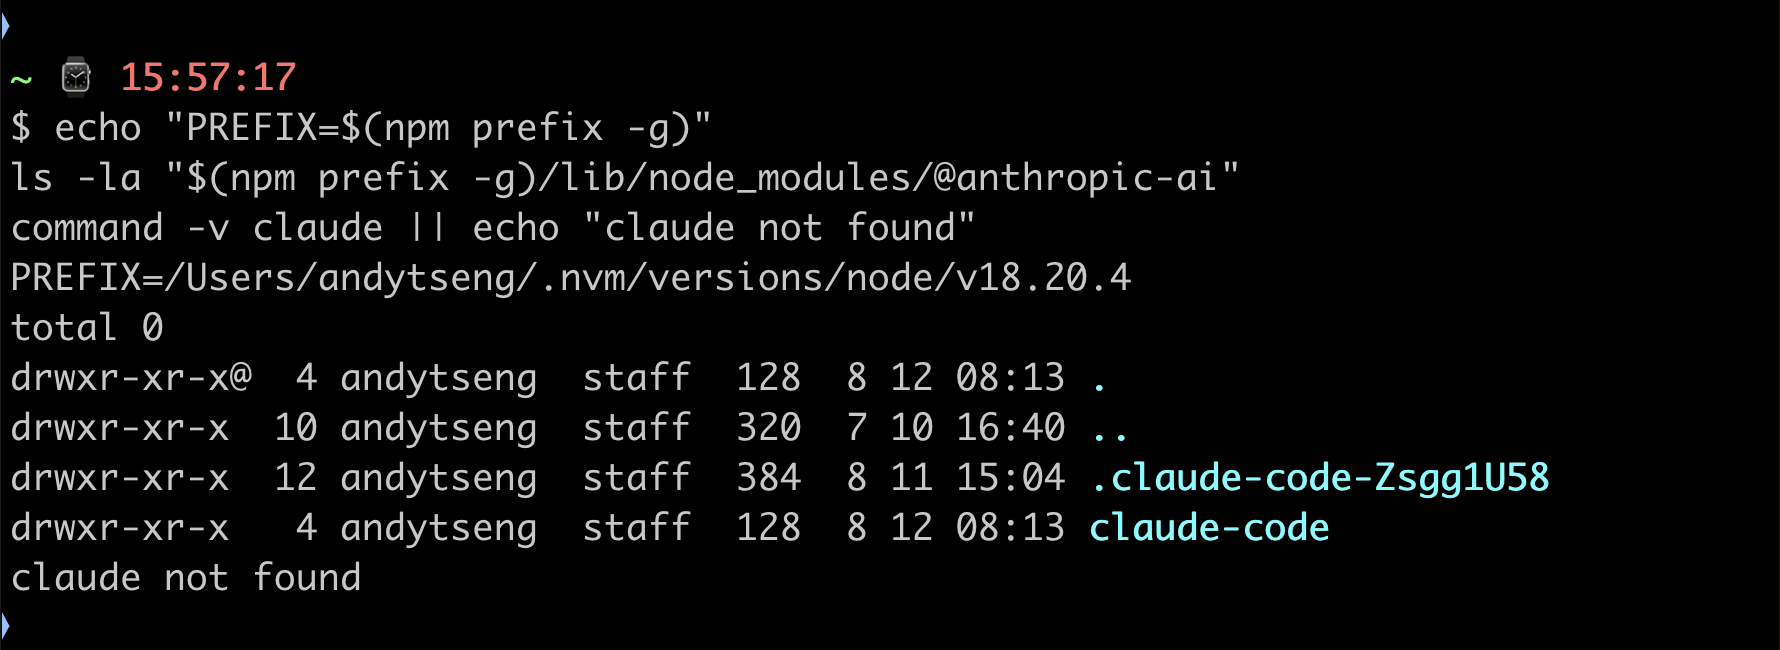 ~ ⌚ 15:57:17
$ echo "PREFIX=$(npm prefix -g)"
ls -la "$(npm prefix -g)/lib/node_modules/@anthropic-ai"
command -v claude || echo "claude not found"
PREFIX=/Users/andytseng/.nvm/versions/node/v18.20.4
total 0
drwxr-xr-x@  4 andytseng  staff  128  8 12 08:13 .
drwxr-xr-x  10 andytseng  staff  320  7 10 16:40 ..
drwxr-xr-x  12 andytseng  staff  384  8 11 15:04 .claude-code-Zsgg1U58
drwxr-xr-x   4 andytseng  staff  128  8 12 08:13 claude-code
claude not found